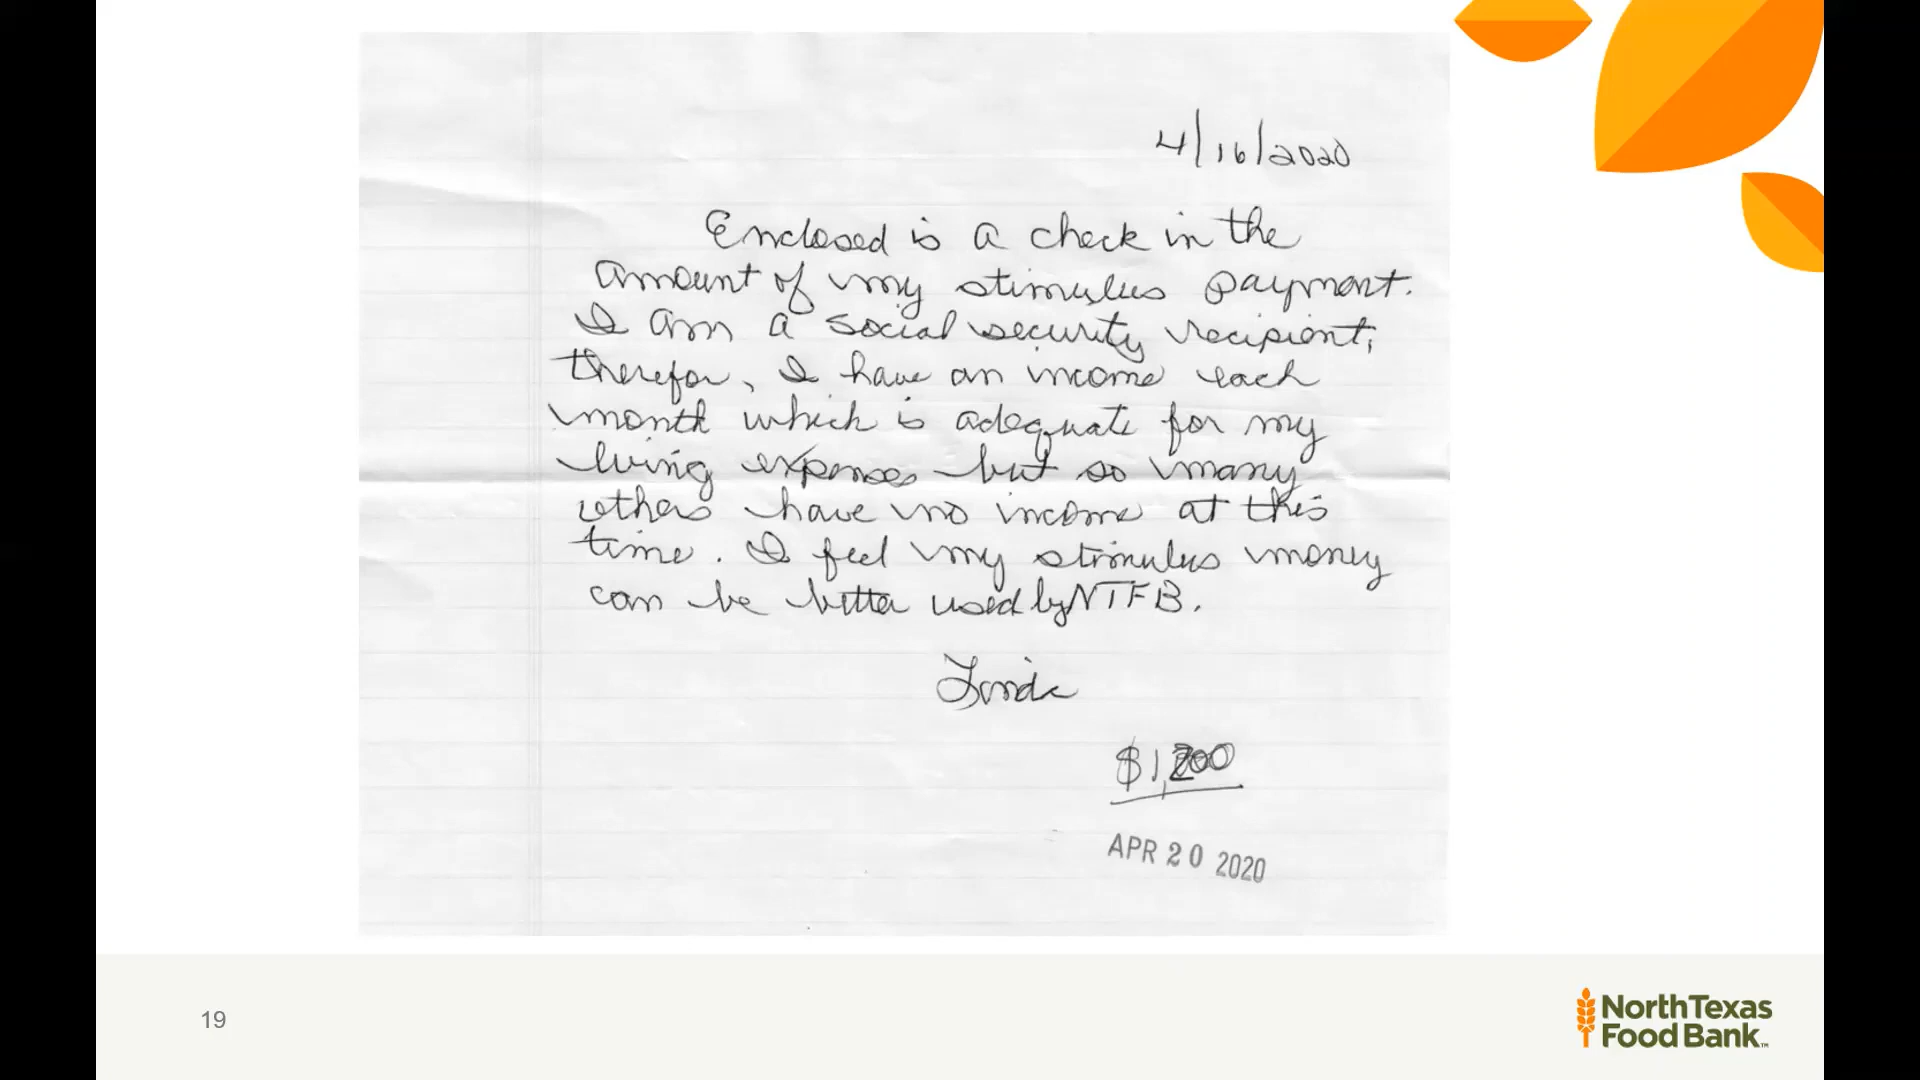 4/16/2020
Enclosed is a check in the
amount of my stimulus payment.
I am a social security recipient,
therefor, I have an income each
month which is adequate for my
living expenses but so many
others have no income at this
time. I feel my stimulus money
can be better used by NTFB.
Linda
$1,200
APR 20 2020
19
NorthTexas
Food Bank™